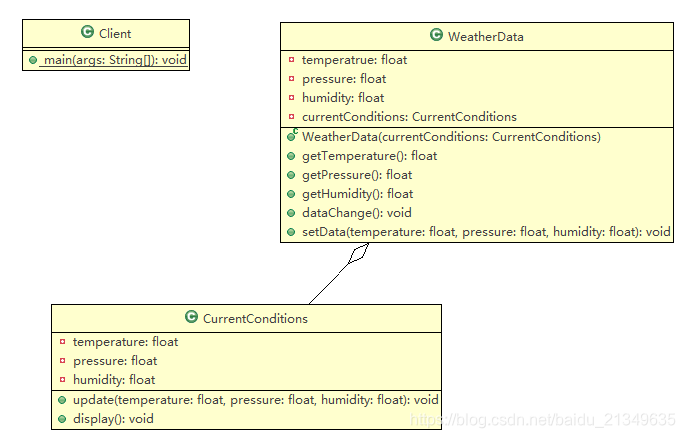 Client
main(args: String[]): void
WeatherData
temperatrue: float
pressure: float
humidity: float
currentConditions: CurrentConditions
WeatherData(currentConditions: CurrentConditions)
getTemperature(): float
getPressure(): float
getHumidity(): float
dataChange(): void
setData(temperature: float, pressure: float, humidity: float): void
CurrentConditions
temperature: float
pressure: float
humidity: float
update(temperature: float, pressure: float, humidity: float): void
display(): void
https://blog.csdn.net/baidu_21349635